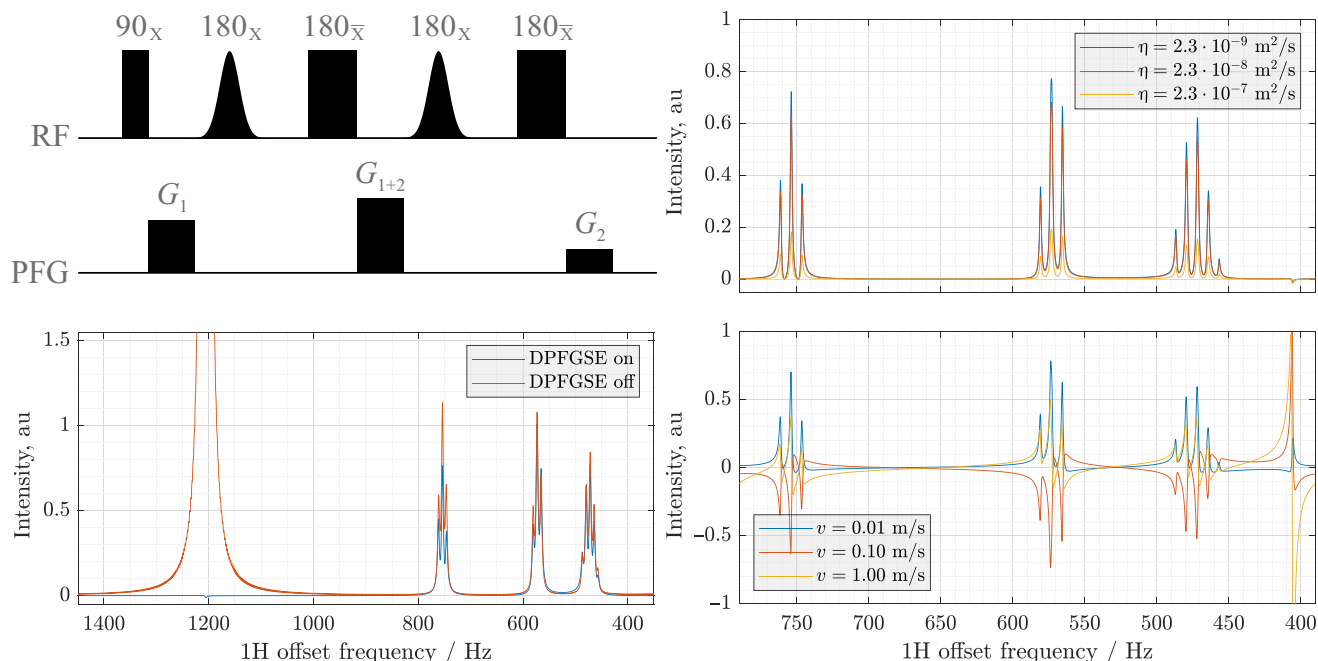 90x 180x 180x̅ 180x 180x̅
RF
G1 G1+2 G2
PFG
1.5
1
0.5
0
Intensity, au
DPFGSE on
DPFGSE off
1400 1200 1000 800 600 400
1H offset frequency / Hz
1
0.8
0.6
0.4
0.2
0
Intensity, au
η = 2.3 · 10⁻⁹ m²/s
η = 2.3 · 10⁻⁸ m²/s
η = 2.3 · 10⁻⁷ m²/s
1
0.5
0
−0.5
−1
Intensity, au
v = 0.01 m/s
v = 0.10 m/s
v = 1.00 m/s
750 700 650 600 550 500 450 400
1H offset frequency / Hz